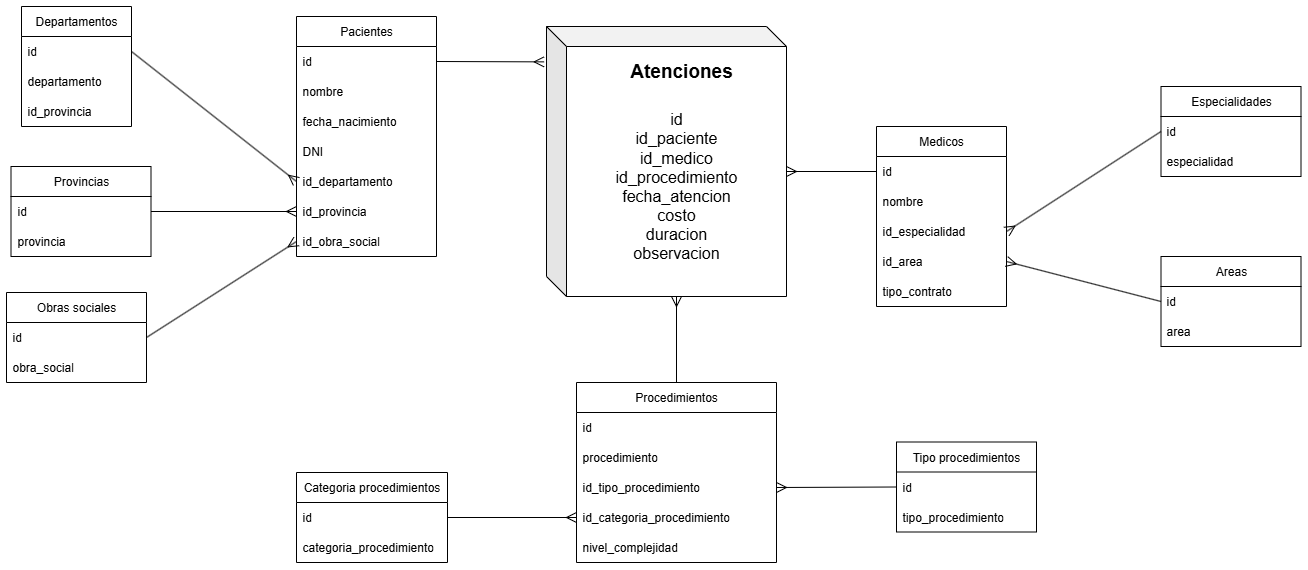 Departamentos
id
departamento
id_provincia
Provincias
id
provincia
Obras sociales
id
obra_social
Pacientes
id
nombre
fecha_nacimiento
DNI
id_departamento
id_provincia
id_obra_social
Atenciones
id
id_paciente
id_medico
id_procedimiento
fecha_atencion
costo
duracion
observacion
Medicos
id
nombre
id_especialidad
id_area
tipo_contrato
Especialidades
id
especialidad
Areas
id
area
Procedimientos
id
procedimiento
id_tipo_procedimiento
id_categoria_procedimiento
nivel_complejidad
Categoria procedimientos
id
categoria_procedimiento
Tipo procedimientos
id
tipo_procedimiento